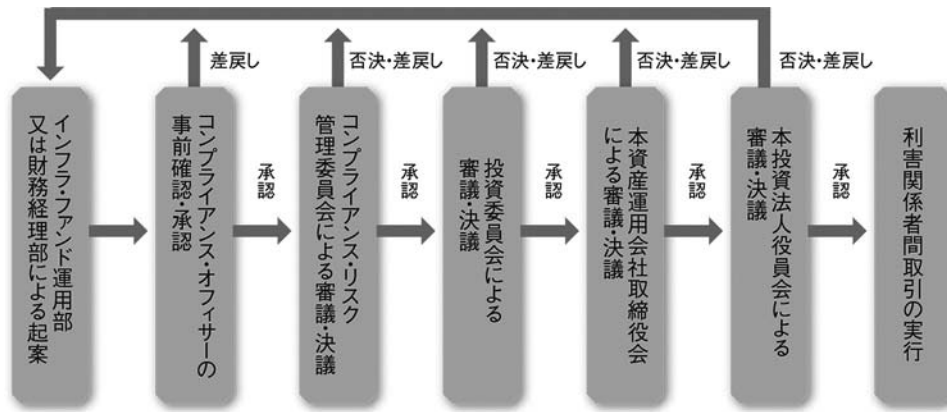 差戻し
否決・差戻し
否決・差戻し
否決・差戻し
否決・差戻し
インフラ・ファンド運用部
又は財務経理部による起案
コンプライアンス・オフィサーの
事前確認・承認
承認
コンプライアンス・リスク
管理委員会による審議・決議
承認
投資委員会による
審議・決議
承認
本資産運用会社取締役会
による審議・決議
承認
本投資法人役員会による
審議・決議
承認
利害関係者間取引の実行